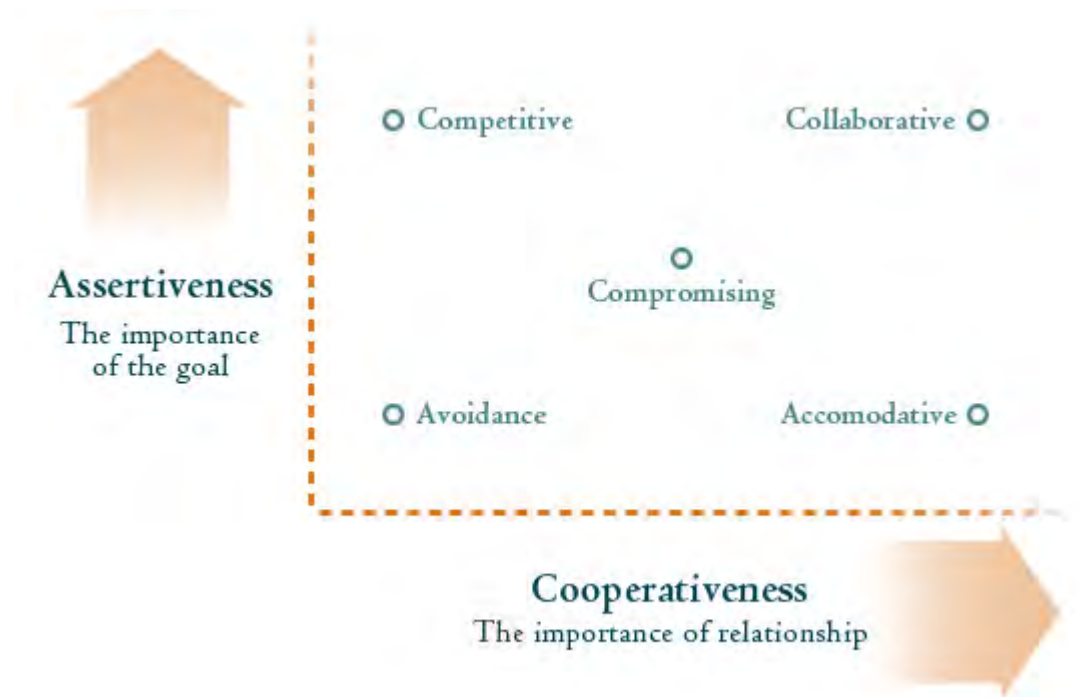 Competitive
Collaborative
Assertiveness
The importance
of the goal
Compromising
Avoidance
Accomodative
Cooperativeness
The importance of relationship